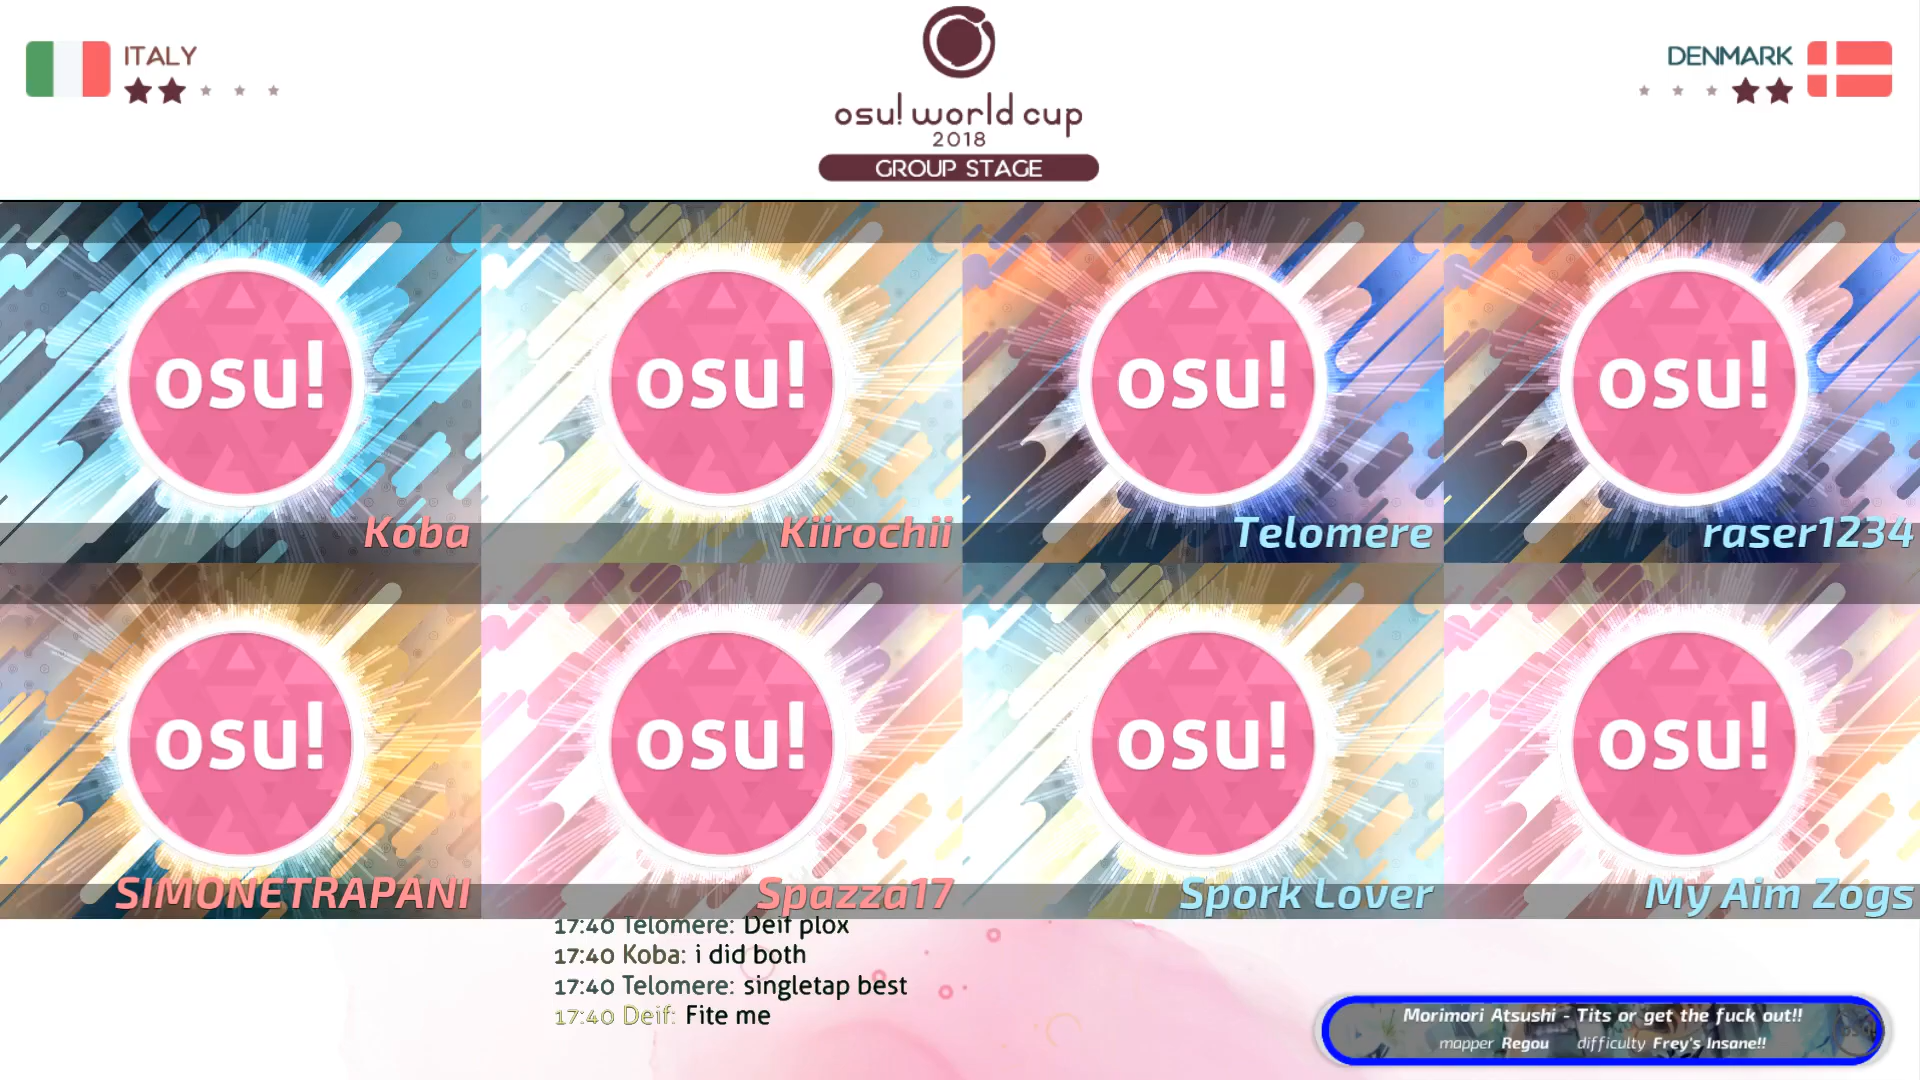 ITALY
DENMARK
osu! world cup
2018
GROUP STAGE
osu!
osu!
osu!
osu!
Koba
Kiirochii
Telomere
raser1234
osu!
osu!
osu!
osu!
SIMONETRAPANI
Spazza17
Spork Lover
My Aim Zogs
17:40 Telomere: Deif plox
17:40 Koba: i did both
17:40 Telomere: singletap best
17:40 Deif: Fite me
Morimori Atsushi - Tits or get the fuck out!!
mapper Regou difficulty Frey's Insane!!